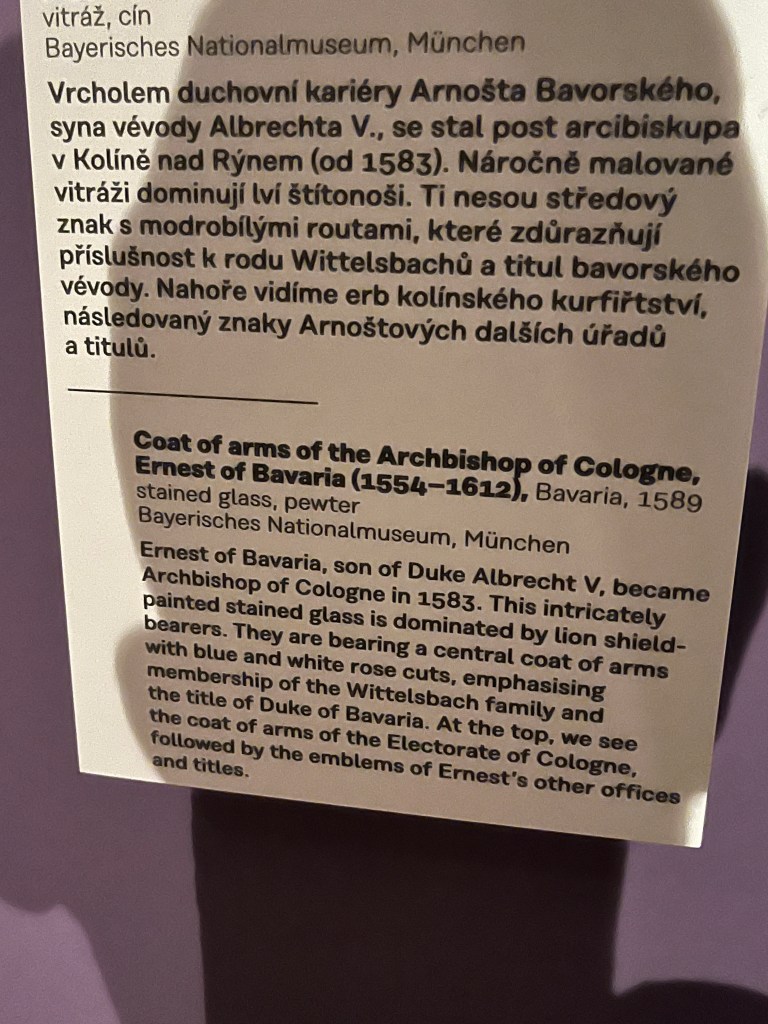 vitráž, cín
Bayerisches Nationalmuseum, München
Vrcholem duchovní kariéry Arnošta Bavorského,
syna vévody Albrechta V., se stal post arcibiskupa
v Kolíně nad Rýnem (od 1583). Náročně malované
vitráži dominují lví štítonoši. Ti nesou středový
znak s modrobílými routami, které zdůrazňují
příslušnost k rodu Wittelsbachů a titul bavorského
vévody. Nahoře vidíme erb kolínského kurfiřtství,
následovaný znaky Arnoštových dalších úřadů
a titulů.
Coat of arms of the Archbishop of Cologne,
Ernest of Bavaria (1554–1612), Bavaria, 1589
stained glass, pewter
Bayerisches Nationalmuseum, München
Ernest of Bavaria, son of Duke Albrecht V, became
Archbishop of Cologne in 1583. This intricately
painted stained glass is dominated by lion shield-
bearers. They are bearing a central coat of arms
with blue and white rose cuts, emphasising
membership of the Wittelsbach family and
the title of Duke of Bavaria. At the top, we see
the coat of arms of the Electorate of Cologne,
followed by the emblems of Ernest's other offices
and titles.